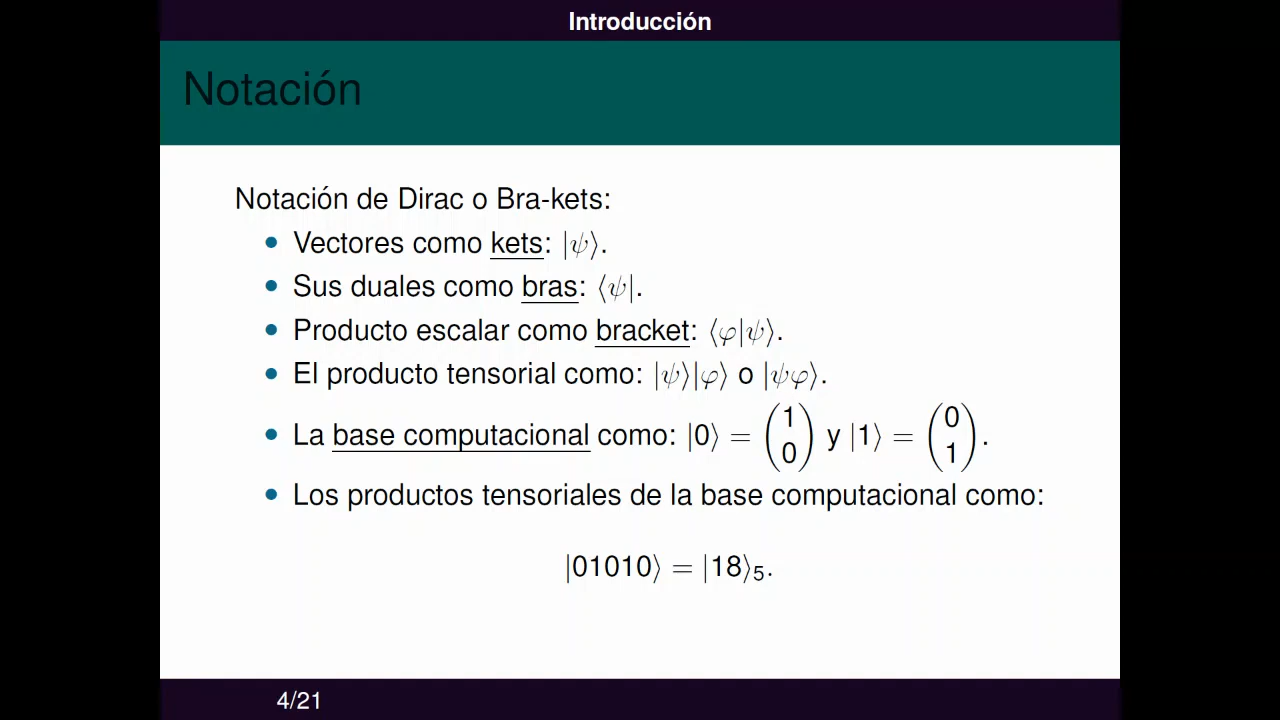 Introducción
Notación
Notación de Dirac o Bra-kets:
• Vectores como kets: |ψ⟩.
• Sus duales como bras: ⟨ψ|.
• Producto escalar como bracket: ⟨φ|ψ⟩.
• El producto tensorial como: |ψ⟩|φ⟩ o |ψφ⟩.
• La base computacional como: |0⟩ = (1 0) y |1⟩ = (0 1).
• Los productos tensoriales de la base computacional como:
|01010⟩ = |18⟩₅.
4/21